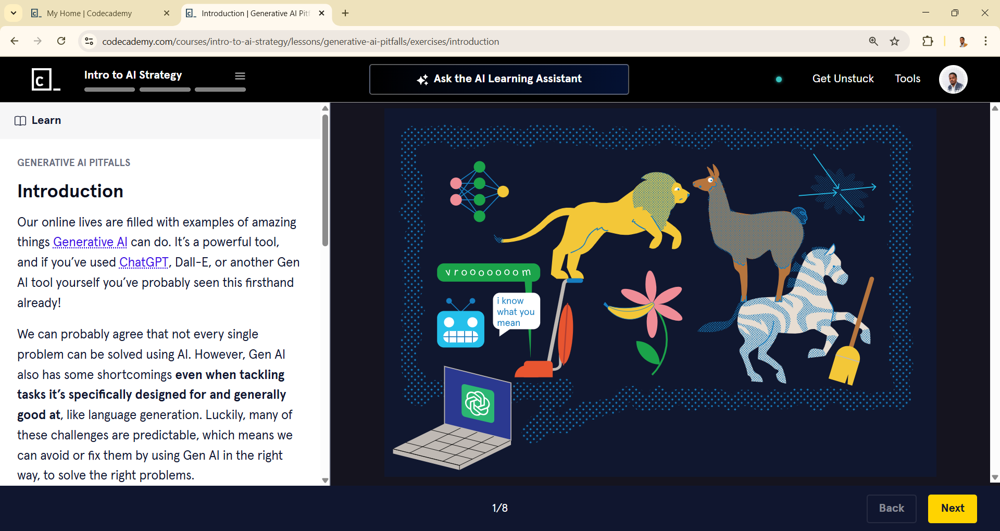 My Home | Codecademy
Introduction | Generative AI Pit
codecademy.com/courses/intro-to-ai-strategy/lessons/generative-ai-pitfalls/exercises/introduction
c_
Intro to AI Strategy
Ask the AI Learning Assistant
Get Unstuck
Tools
Learn
GENERATIVE AI PITFALLS
Introduction
Our online lives are filled with examples of amazing
things Generative AI can do. It’s a powerful tool,
and if you’ve used ChatGPT, Dall-E, or another Gen
AI tool yourself you’ve probably seen this firsthand
already!
We can probably agree that not every single
problem can be solved using AI. However, Gen AI
also has some shortcomings even when tackling
tasks it’s specifically designed for and generally
good at, like language generation. Luckily, many of
these challenges are predictable, which means we
can avoid or fix them by using Gen AI in the right
way, to solve the right problems.
vrooooooom
i know
what you
mean
1/8
Back
Next